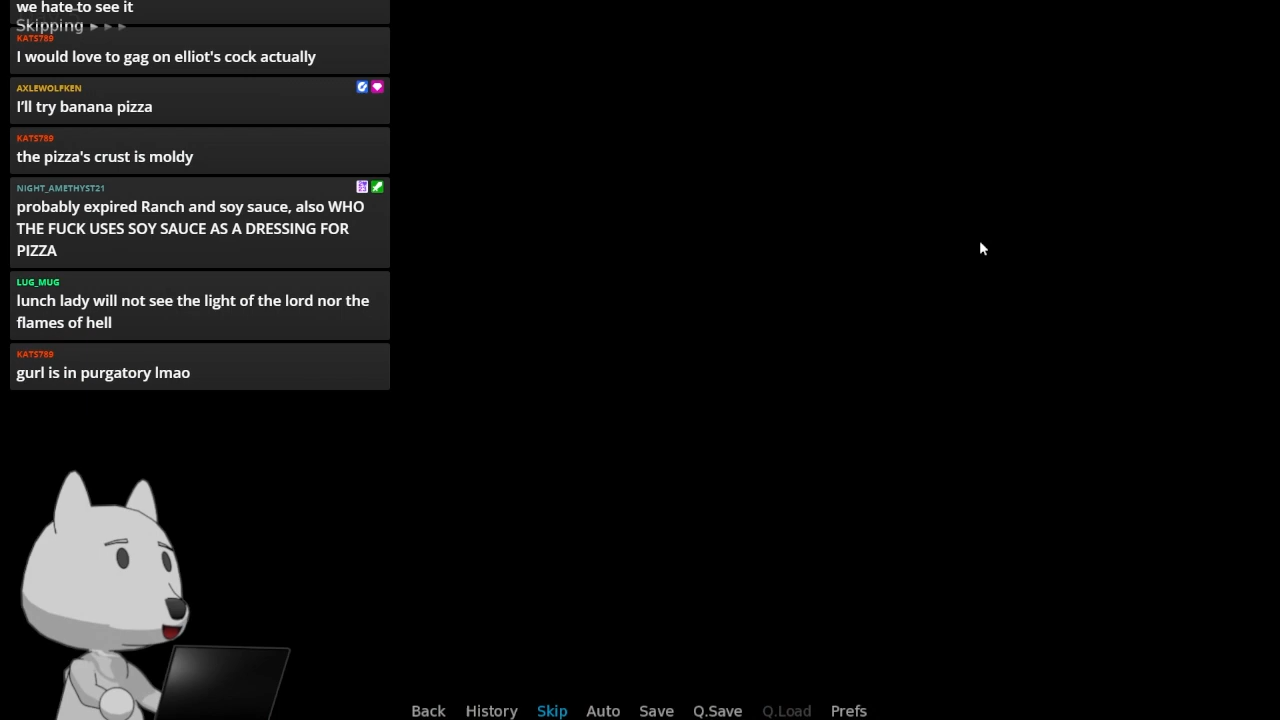 we hate to see it
Skipping
KATS789
I would love to gag on elliot's cock actually
AXLEWOLFKEN
I'll try banana pizza
KATS789
the pizza's crust is moldy
NIGHT_AMETHYST21
probably expired Ranch and soy sauce, also WHO
THE FUCK USES SOY SAUCE AS A DRESSING FOR
PIZZA
LUG_MUG
lunch lady will not see the light of the lord nor the
flames of hell
KATS789
gurl is in purgatory lmao
Back History Skip Auto Save Q.Save Q.Load Prefs